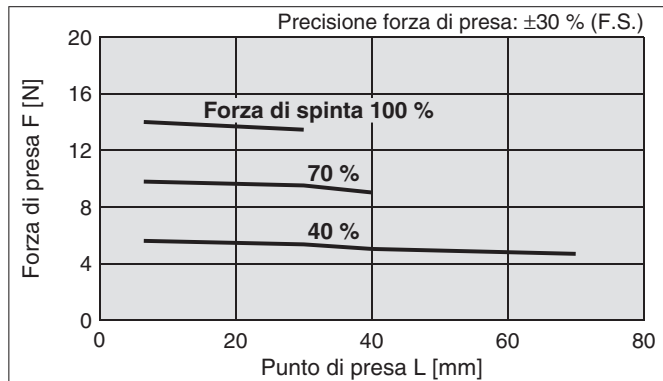 Precisione forza di presa: ±30 % (F.S.)
20
16
12
8
4
0
Forza di presa F [N]
Forza di spinta 100 %
70 %
40 %
0 20 40 60 80
Punto di presa L [mm]